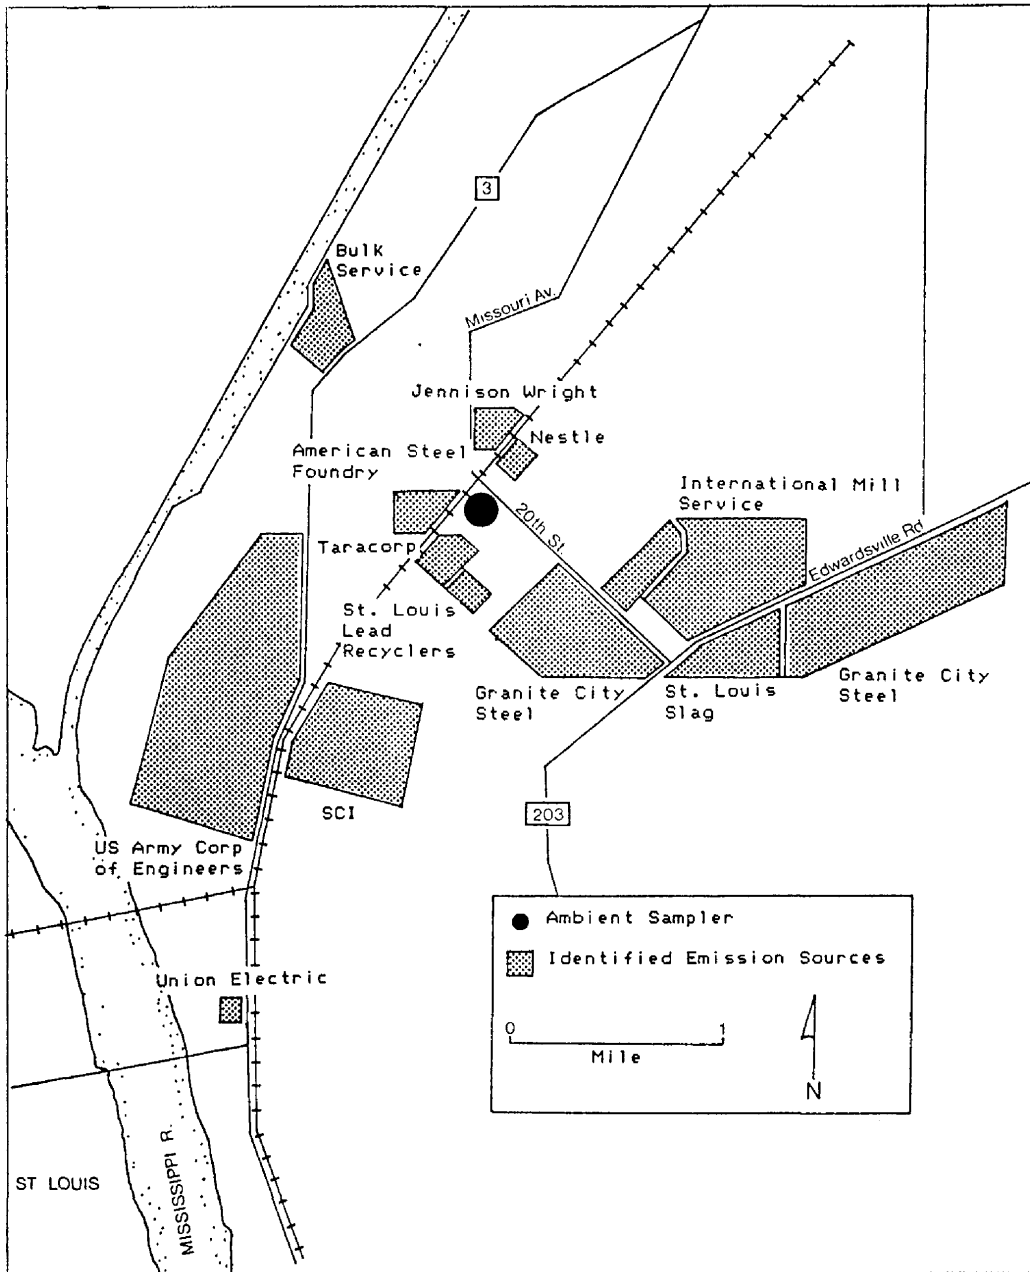 3
Bulk
Service
Missouri Av.
Jennison Wright
Nestle
American Steel
Foundry
International Mill
Service
20th St.
Edwardsville Rd
Taracorp
St. Louis
Lead
Recyclers
Granite City
Steel
St. Louis
Slag
Granite City
Steel
SCI
203
US Army Corp
of Engineers
Ambient Sampler
Identified Emission Sources
Union Electric
0 1
Mile
N
ST LOUIS
MISSISSIPPI R.